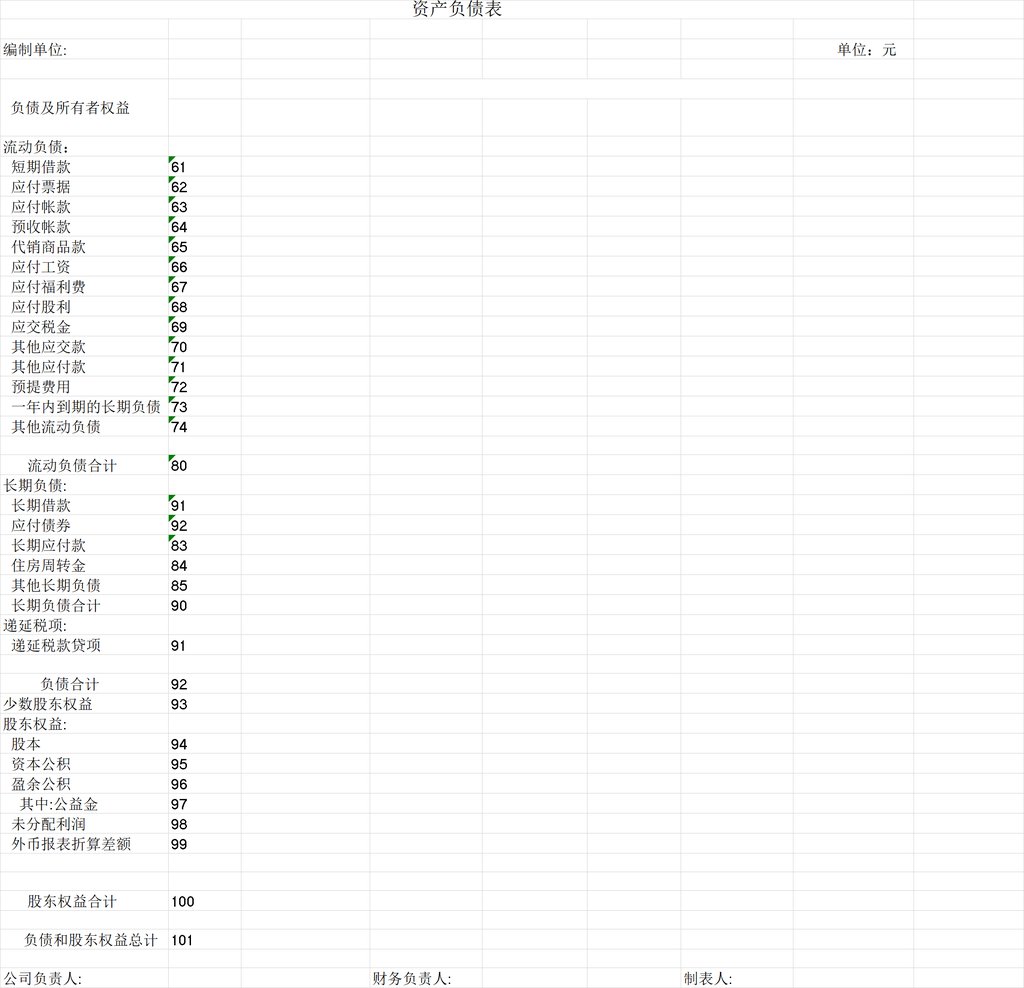 资产负债表
编制单位: 单位：元
负债及所有者权益
流动负债：
短期借款 61
应付票据 62
应付帐款 63
预收帐款 64
代销商品款 65
应付工资 66
应付福利费 67
应付股利 68
应交税金 69
其他应交款 70
其他应付款 71
预提费用 72
一年内到期的长期负债 73
其他流动负债 74
流动负债合计 80
长期负债:
长期借款 91
应付债券 92
长期应付款 83
住房周转金 84
其他长期负债 85
长期负债合计 90
递延税项:
递延税款贷项 91
负债合计 92
少数股东权益 93
股东权益:
股本 94
资本公积 95
盈余公积 96
其中:公益金 97
未分配利润 98
外币报表折算差额 99
股东权益合计 100
负债和股东权益总计 101
公司负责人: 财务负责人: 制表人: